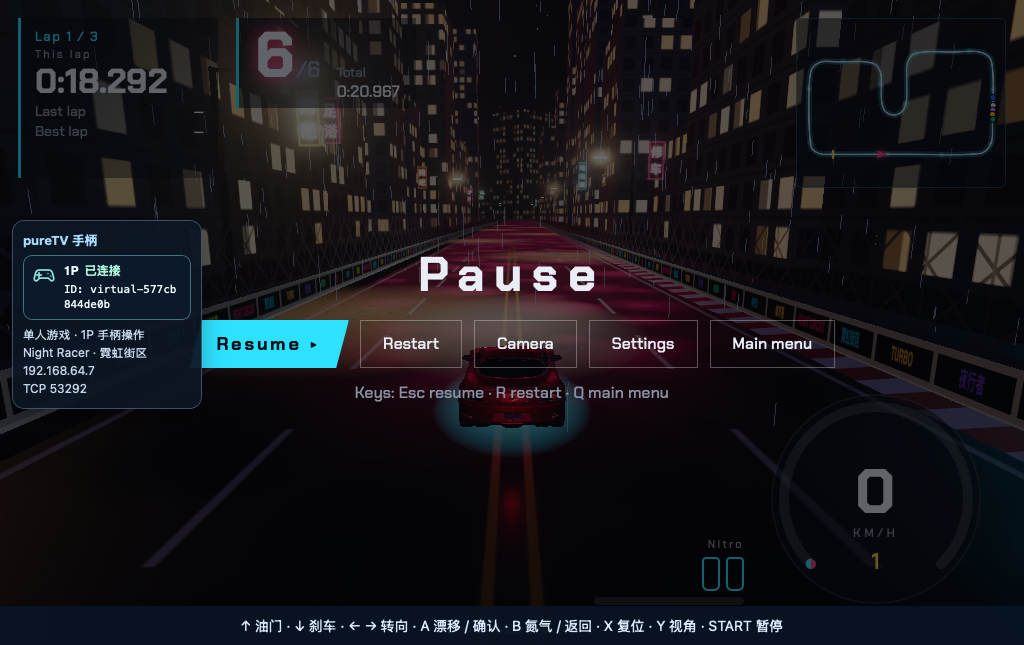 Lap 1 / 3
This lap
0:18.292
Last lap –
Best lap –
6/6
Total
0:20.967
pureTV 手柄
1P 已连接
ID: virtual-577cb
844de0b
单人游戏 · 1P 手柄操作
Night Racer · 霓虹街区
192.168.64.7
TCP 53292
Pause
Resume ▸
Restart
Camera
Settings
Main menu
Keys: Esc resume · R restart · Q main menu
TURBO
夜行者
0
KM/H
1
Nitro
↑ 油门 · ↓ 刹车 · ← → 转向 · A 漂移 / 确认 · B 氮气 / 返回 · X 复位 · Y 视角 · START 暂停